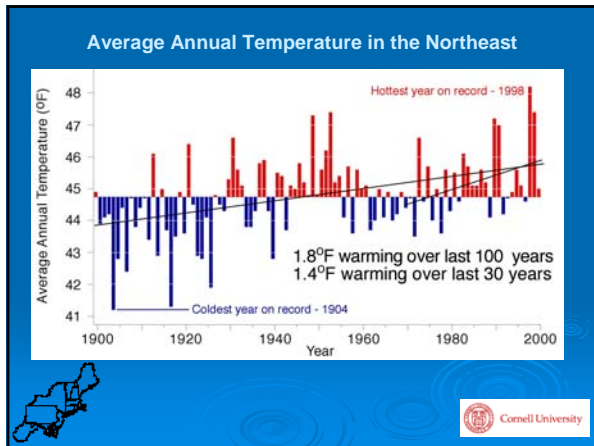 Average Annual Temperature in the Northeast
Average Annual Temperature (ºF)
48
47
46
45
44
43
42
41
Hottest year on record - 1998
1.8ºF warming over last 100 years
1.4ºF warming over last 30 years
Coldest year on record - 1904
1900
1920
1940
1960
1980
2000
Year
Cornell University